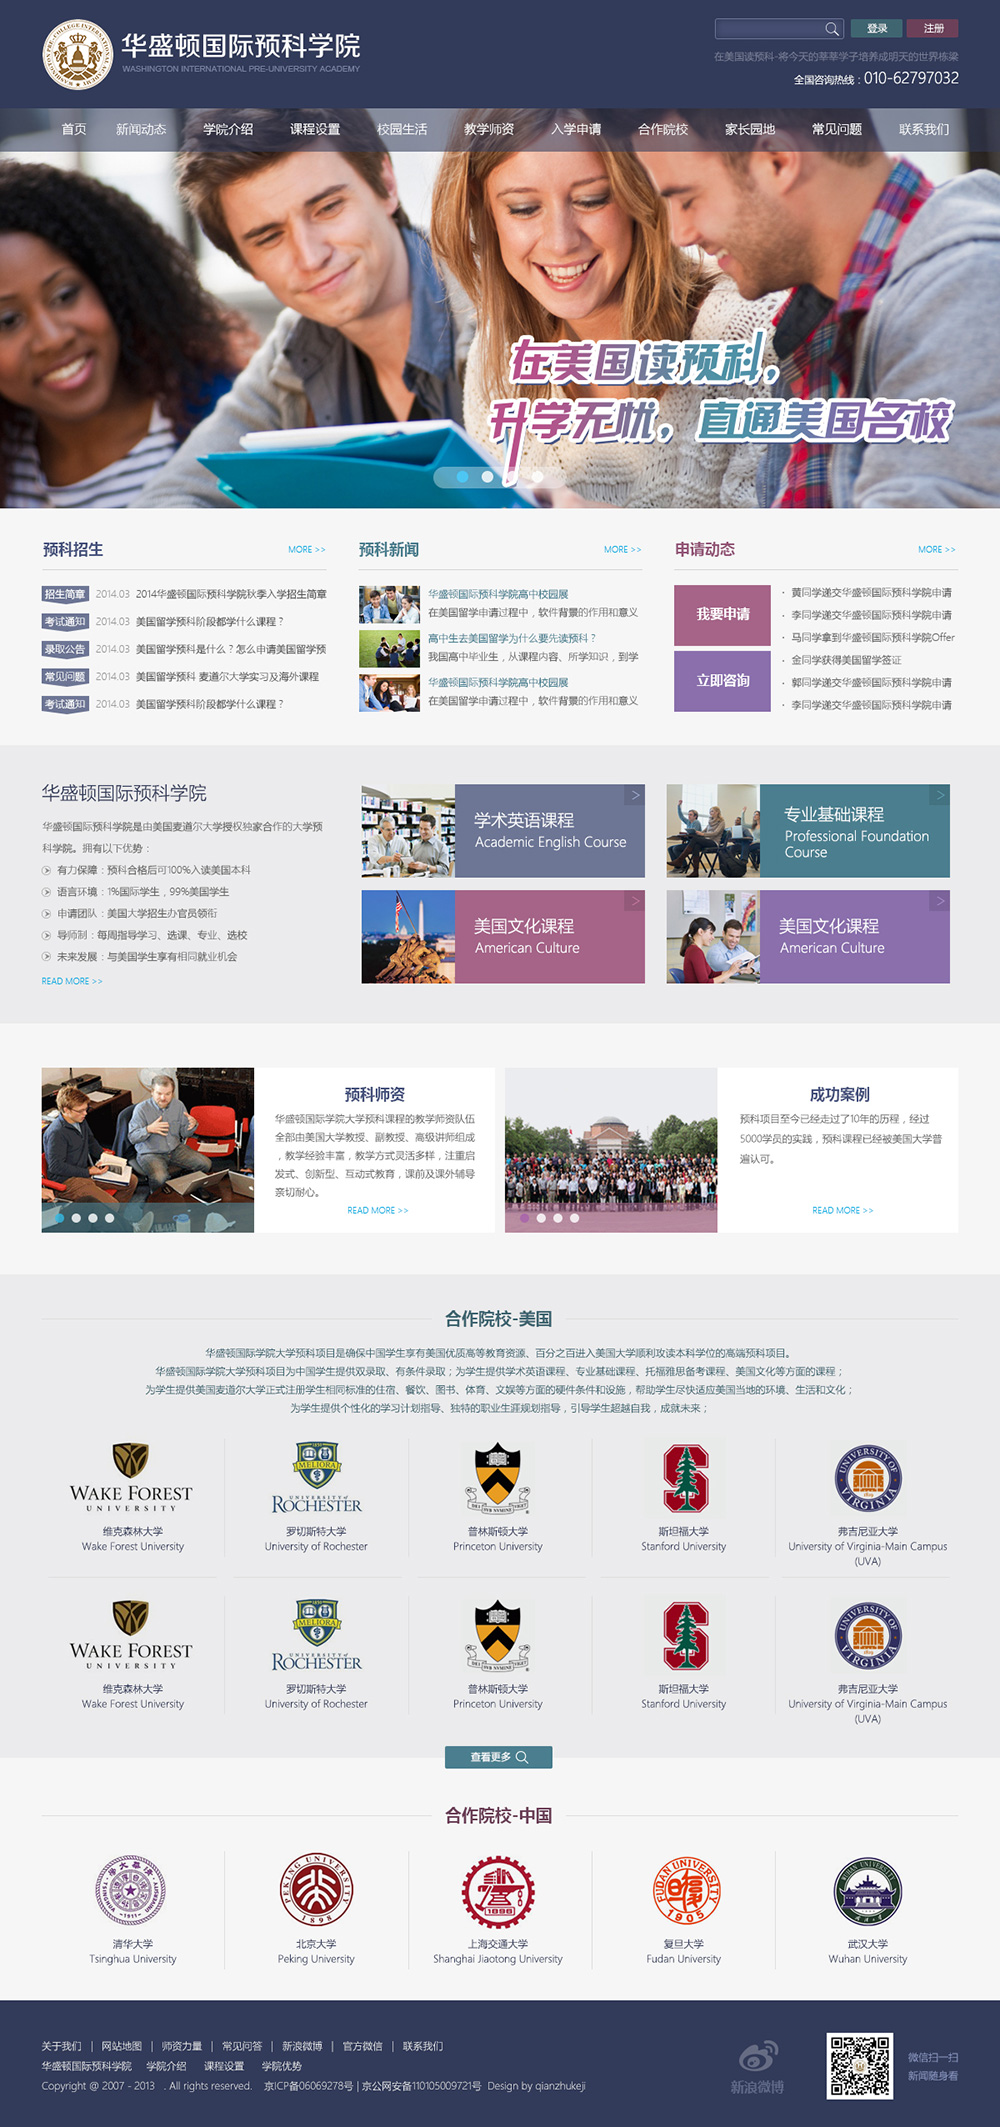 华盛顿国际预科学院
WASHINGTON INTERNATIONAL PRE-UNIVERSITY ACADEMY
登录 注册
在美国读预科-将今天的莘莘学子培养成明天的世界栋梁
全国咨询热线：010-62797032
首页 新闻动态 学院介绍 课程设置 校园生活 教学师资 入学申请 合作院校 家长园地 常见问题 联系我们
在美国读预科，
升学无忧，直通美国名校
预科招生 MORE >>
招生简章 2014.03 2014华盛顿国际预科学院秋季入学招生简章
考试通知 2014.03 美国留学预科阶段都学什么课程？
录取公告 2014.03 美国留学预科是什么？怎么申请美国留学预
常见问题 2014.03 美国留学预科 麦道尔大学实习及海外课程
考试通知 2014.03 美国留学预科阶段都学什么课程？
预科新闻 MORE >>
华盛顿国际预科学院高中校园展
在美国留学申请过程中，软件背景的作用和意义
高中生去美国留学为什么要先读预科？
我国高中毕业生，从课程内容、所学知识，到学
华盛顿国际预科学院高中校园展
在美国留学申请过程中，软件背景的作用和意义
申请动态 MORE >>
我要申请
立即咨询
· 黄同学递交华盛顿国际预科学院申请
· 李同学递交华盛顿国际预科学院申请
· 马同学拿到华盛顿国际预科学院Offer
· 金同学获得美国留学签证
· 郭同学递交华盛顿国际预科学院申请
· 李同学递交华盛顿国际预科学院申请
华盛顿国际预科学院
华盛顿国际预科学院是由美国麦道尔大学授权独家合作的大学预
科学院。拥有以下优势：
有力保障：预科合格后可100%入读美国本科
语言环境：1%国际学生，99%美国学生
申请团队：美国大学招生办官员领衔
导师制：每周指导学习、选课、专业、选校
未来发展：与美国学生享有相同就业机会
READ MORE >>
学术英语课程
Academic English Course
>
专业基础课程
Professional Foundation
Course
>
美国文化课程
American Culture
>
美国文化课程
American Culture
>
预科师资
华盛顿国际学院大学预科课程的教学师资队伍
全部由美国大学教授、副教授、高级讲师组成
，教学经验丰富，教学方式灵活多样，注重启
发式、创新型、互动式教育，课前及课外辅导
亲切耐心。
READ MORE >>
成功案例
预科项目至今已经走过了10年的历程，经过
5000学员的实践，预科课程已经被美国大学普
遍认可。
READ MORE >>
合作院校-美国
华盛顿国际学院大学预科项目是确保中国学生享有美国优质高等教育资源、百分之百进入美国大学顺利攻读本科学位的高端预科项目。
华盛顿国际学院大学预科项目为中国学生提供双录取、有条件录取；为学生提供学术英语课程、专业基础课程、托福雅思备考课程、美国文化等方面的课程；
为学生提供美国麦道尔大学正式注册学生相同标准的住宿、餐饮、图书、体育、文娱等方面的硬件条件和设施，帮助学生尽快适应美国当地的环境、生活和文化；
为学生提供个性化的学习计划指导、独特的职业生涯规划指导，引导学生超越自我，成就未来；
WAKE FOREST
UNIVERSITY
维克森林大学
Wake Forest University
MELIORA
UNIVERSITY of
ROCHESTER
罗切斯特大学
University of Rochester
普林斯顿大学
Princeton University
斯坦福大学
Stanford University
UNIVERSITY OF VIRGINIA
1819
弗吉尼亚大学
University of Virginia-Main Campus
(UVA)
WAKE FOREST
UNIVERSITY
维克森林大学
Wake Forest University
MELIORA
UNIVERSITY of
ROCHESTER
罗切斯特大学
University of Rochester
普林斯顿大学
Princeton University
斯坦福大学
Stanford University
UNIVERSITY OF VIRGINIA
1819
弗吉尼亚大学
University of Virginia-Main Campus
(UVA)
查看更多
合作院校-中国
清华大学
Tsinghua University
PEKING UNIVERSITY
1898
北京大学
Peking University
1896
上海交通大学
Shanghai Jiaotong University
FUDAN UNIVERSITY
1905
复旦大学
Fudan University
WUHAN UNIVERSITY
武汉大学
Wuhan University
关于我们 | 网站地图 | 师资力量 | 常见问答 | 新浪微博 | 官方微信 | 联系我们
华盛顿国际预科学院 学院介绍 课程设置 学院优势
Copyright @ 2007 - 2013 . All rights reserved. 京ICP备06069278号 | 京公网安备110105009721号 Design by qianzhukeji
新浪微博
微信扫一扫
新闻随身看